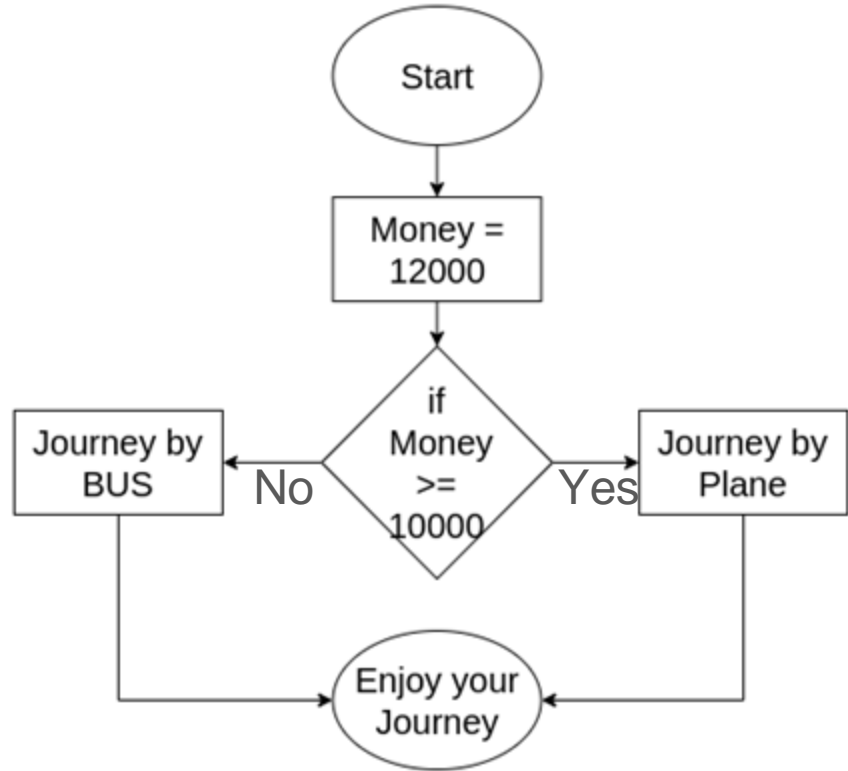 Start
Money =
12000
if
Money
>=
10000
No
Yes
Journey by
BUS
Journey by
Plane
Enjoy your
Journey